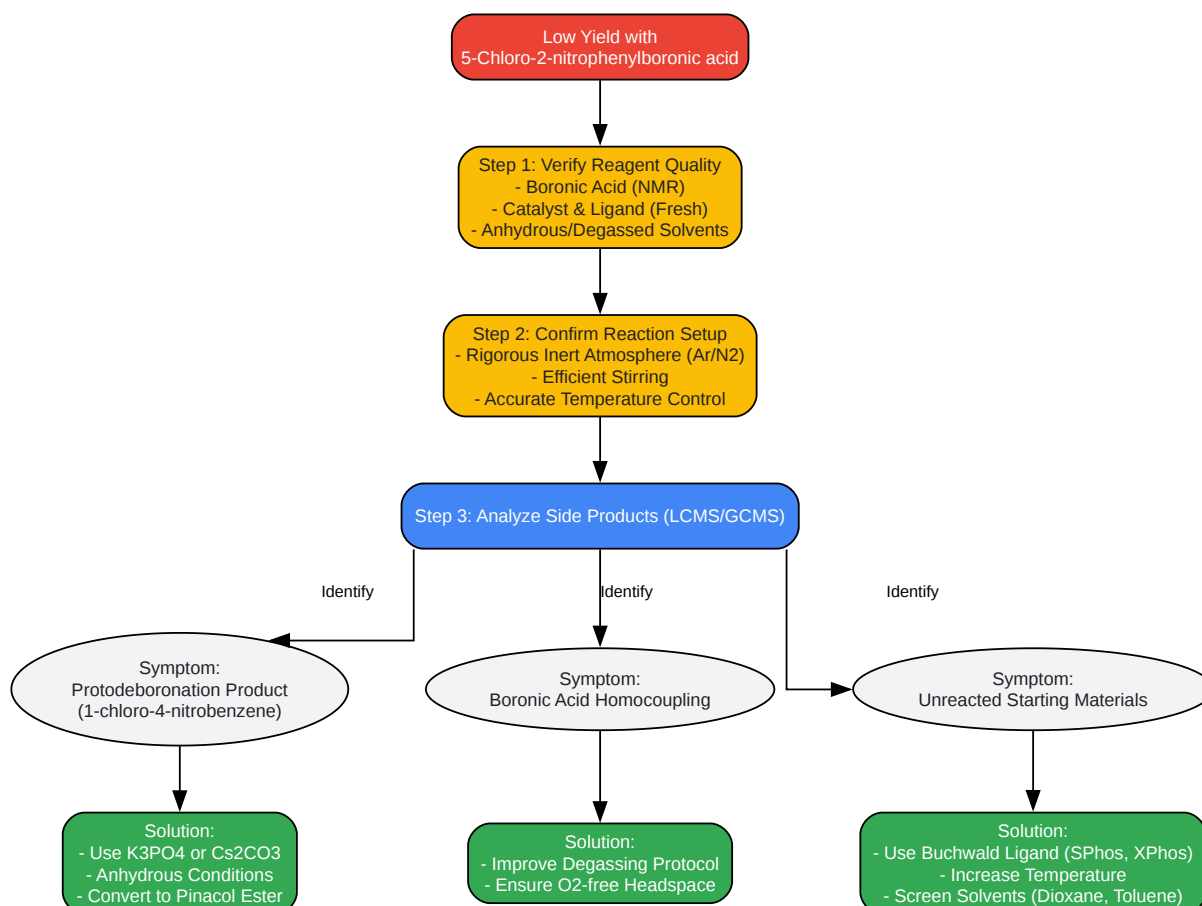 Low Yield with
5-Chloro-2-nitrophenylboronic acid
Step 1: Verify Reagent Quality
- Boronic Acid (NMR)
- Catalyst & Ligand (Fresh)
- Anhydrous/Degassed Solvents
Step 2: Confirm Reaction Setup
- Rigorous Inert Atmosphere (Ar/N2)
- Efficient Stirring
- Accurate Temperature Control
Step 3: Analyze Side Products (LCMS/GCMS)
Identify
Identify
Identify
Symptom:
Protodeboronation Product
(1-chloro-4-nitrobenzene)
Symptom:
Boronic Acid Homocoupling
Symptom:
Unreacted Starting Materials
Solution:
- Use K3PO4 or Cs2CO3
- Anhydrous Conditions
- Convert to Pinacol Ester
Solution:
- Improve Degassing Protocol
- Ensure O2-free Headspace
Solution:
- Use Buchwald Ligand (SPhos, XPhos)
- Increase Temperature
- Screen Solvents (Dioxane, Toluene)